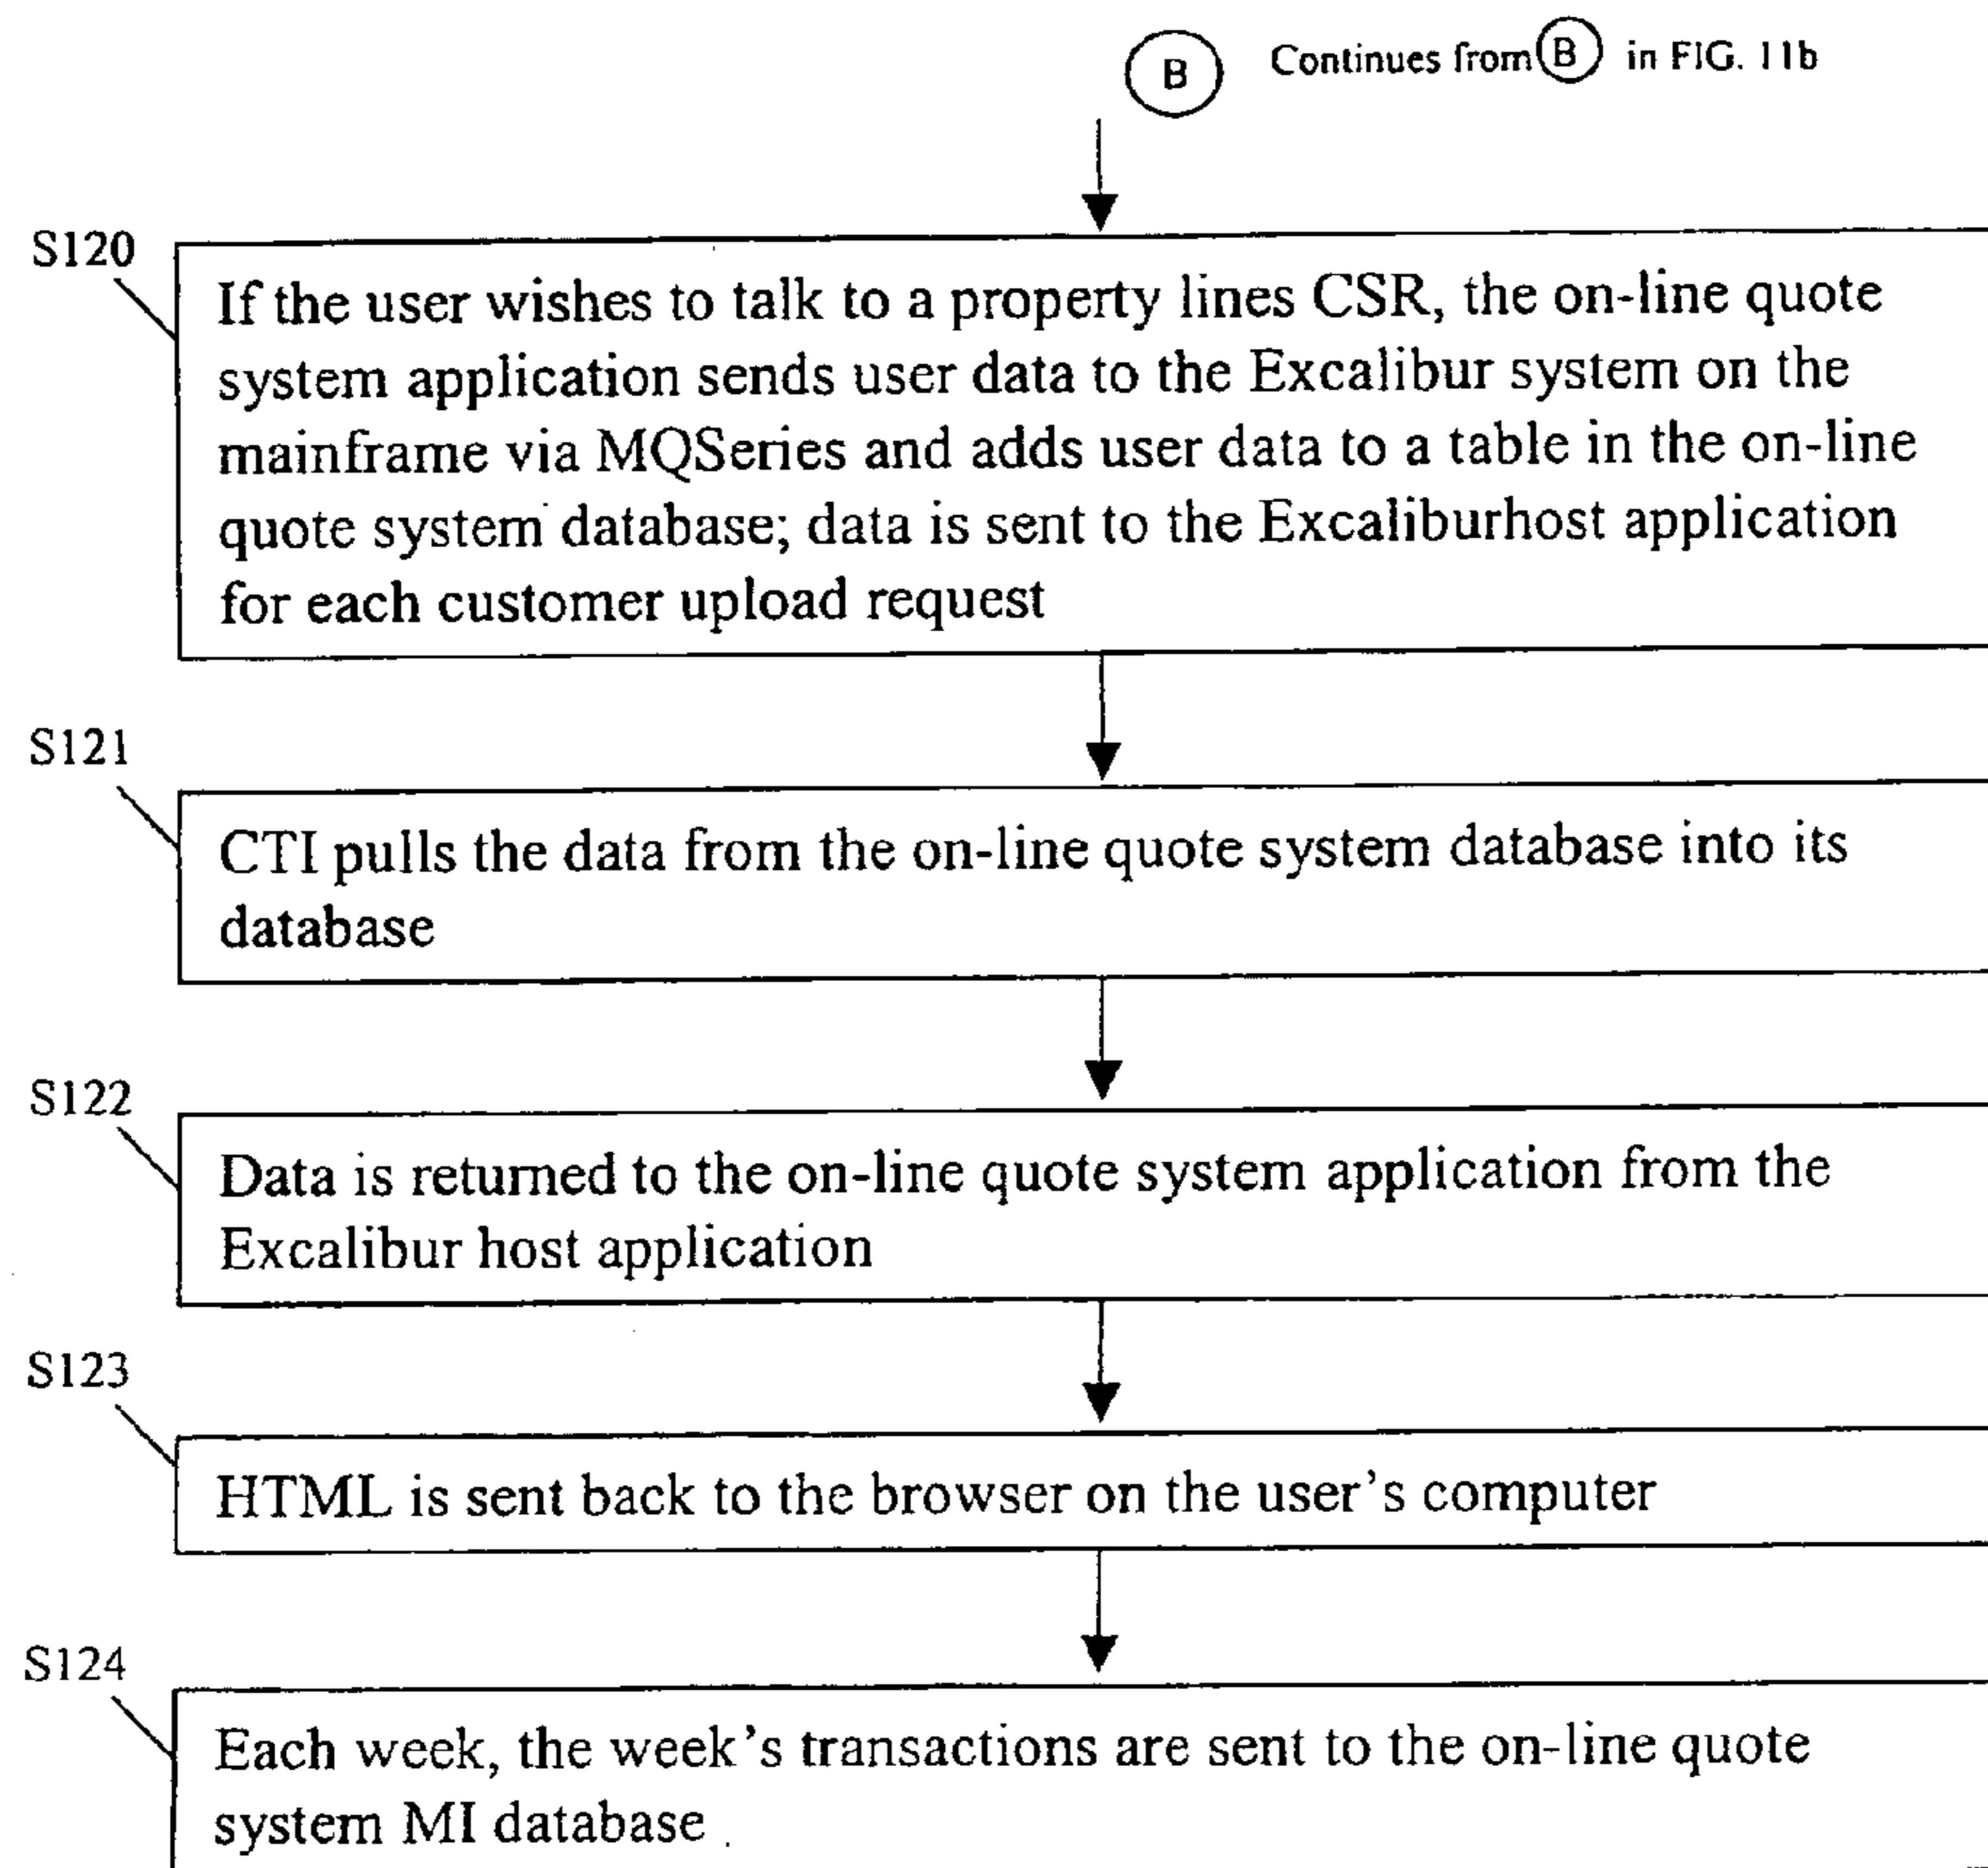 B Continues from B in FIG. 11b
S120
If the user wishes to talk to a property lines CSR, the on-line quote
system application sends user data to the Excalibur system on the
mainframe via MQSeries and adds user data to a table in the on-line
quote system database; data is sent to the Excaliburhost application
for each customer upload request
S121
CTI pulls the data from the on-line quote system database into its
database
S122
Data is returned to the on-line quote system application from the
Excalibur host application
S123
HTML is sent back to the browser on the user's computer
S124
Each week, the week's transactions are sent to the on-line quote
system MI database